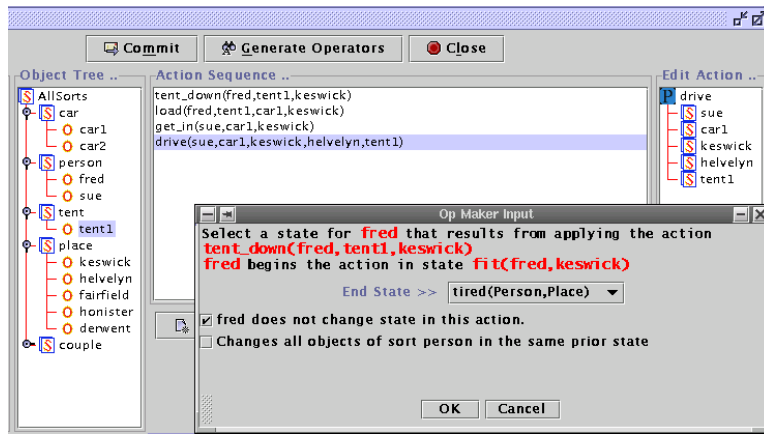 Commit
Generate Operators
Close
Object Tree ..
Action Sequence ..
Edit Action ..
AllSorts
car
car1
car2
person
fred
sue
tent
tent1
place
keswick
helvelyn
fairfield
honister
derwent
couple
tent_down(fred,tent1,keswick)
load(fred,tent1,car1,keswick)
get_in(sue,car1,keswick)
drive(sue,car1,keswick,helvelyn,tent1)
drive
sue
car1
keswick
helvelyn
tent1
Op Maker Input
Select a state for fred that results from applying the action
tent_down(fred,tent1,keswick)
fred begins the action in state fit(fred,keswick)
End State >> tired(Person,Place)
fred does not change state in this action.
Changes all objects of sort person in the same prior state
OK Cancel